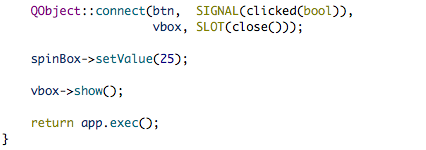 QObject::connect(btn,  SIGNAL(clicked(bool)),
vbox, SLOT(close()));
spinBox->setValue(25);
vbox->show();
return app.exec();
}